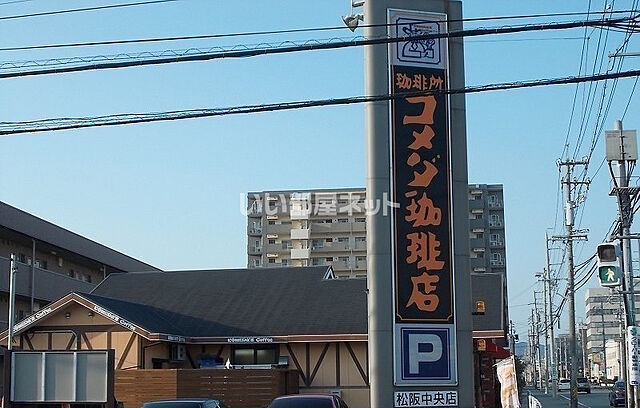 珈琲所
コメダ珈琲店
P
松阪中央店
いい部屋ネット
KOMEDA'S Coffee